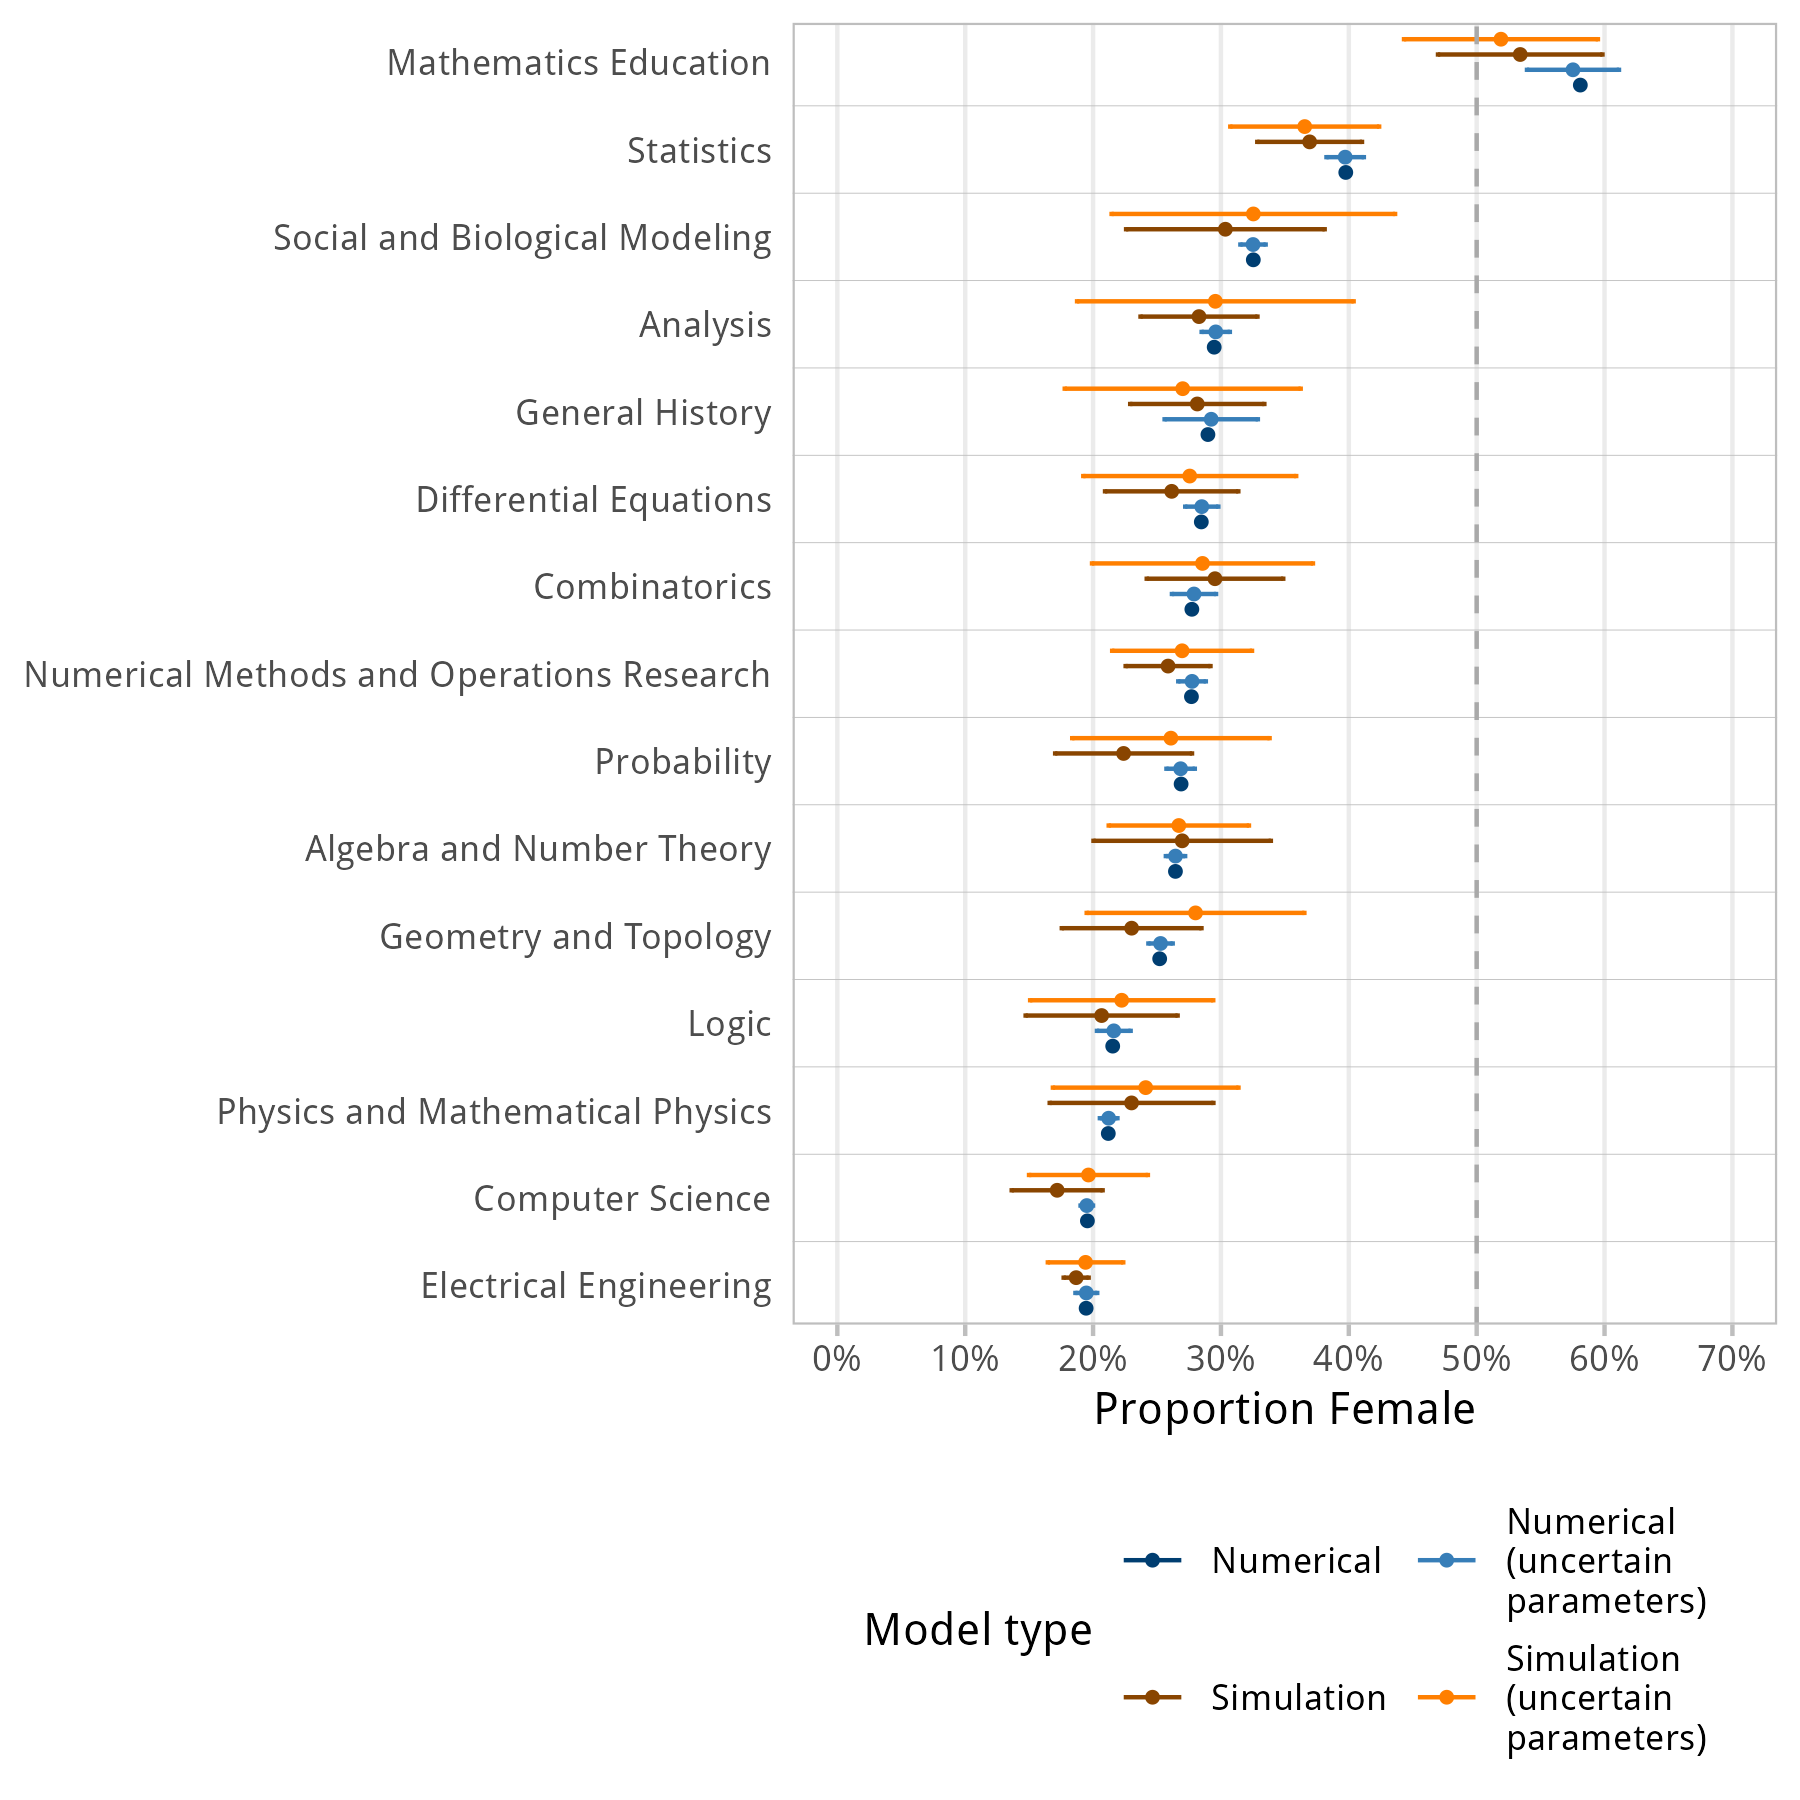 Mathematics Education
Statistics
Social and Biological Modeling
Analysis
General History
Differential Equations
Combinatorics
Numerical Methods and Operations Research
Probability
Algebra and Number Theory
Geometry and Topology
Logic
Physics and Mathematical Physics
Computer Science
Electrical Engineering
0% 10% 20% 30% 40% 50% 60% 70%
Proportion Female
Model type
Numerical
Simulation
Numerical
(uncertain
parameters)
Simulation
(uncertain
parameters)